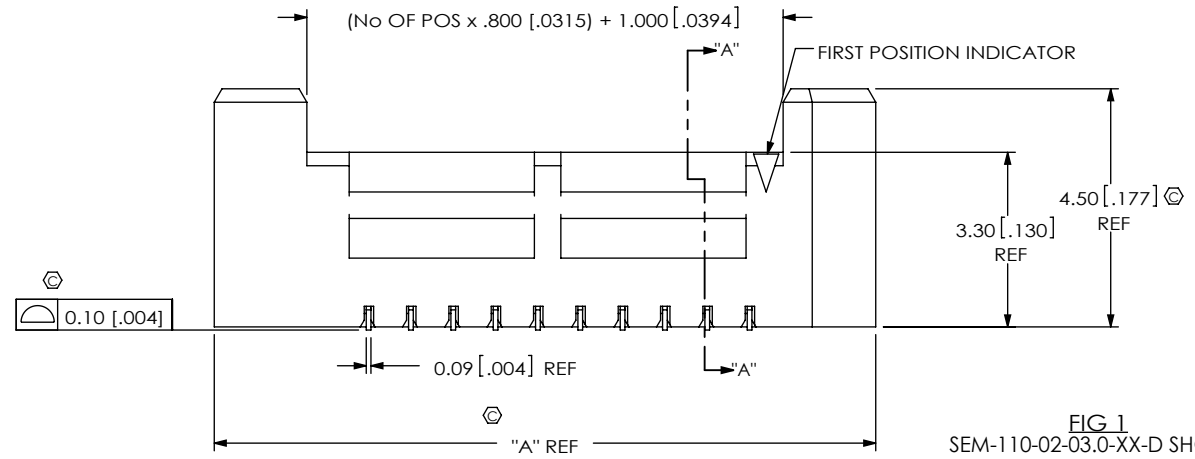 (No OF POS x .800 [.0315) + 1.000 [.0394]
"A"
FIRST POSITION INDICATOR
4.50 [.177] C
REF
3.30 [.130]
REF
C
0.10 [.004]
0.09 [.004] REF
"A"
C
"A" REF
FIG 1
SEM-110-02-03.0-XX-D